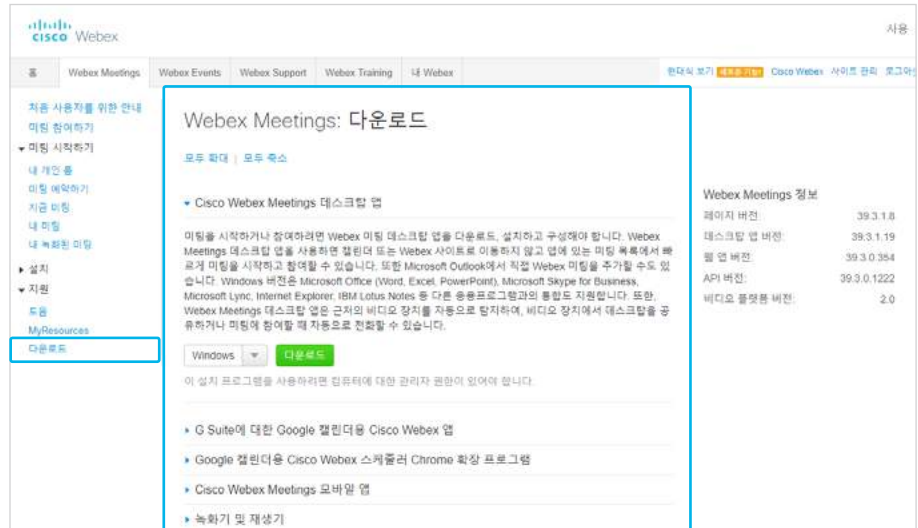 CISCO Webex
사용
홈 Webex Meetings Webex Events Webex Support Webex Training 내 Webex
현대식 보기 Cisco Webex 사이트 관리
처음 사용자를 위한 안내
미팅 참여하기
미팅 시작하기
내 개인 룸
미팅 예약하기
지금 미팅
내 미팅
내 녹화된 미팅
설치
지원
도움
MyResources
다운로드
Webex Meetings: 다운로드
모두 확대 | 모두 축소
Cisco Webex Meetings 데스크탑 앱
미팅을 시작하거나 참여하려면 Webex 미팅 데스크탑 앱을 다운로드, 설치하고 구성해야 합니다. Webex
Meetings 데스크탑 앱을 사용하면 캘린더 또는 Webex 사이트로 이동하지 않고 앱에 있는 미팅 목록에서 빠
르게 미팅을 시작하고 참여할 수 있습니다. 또한 Microsoft Outlook에서 직접 Webex 미팅을 추가할 수도 있
습니다. Windows 버전은 Microsoft Office (Word, Excel, PowerPoint), Microsoft Skype for Business,
Microsoft Lync, Internet Explorer, IBM Lotus Notes 등 다른 응용프로그램과의 통합도 지원합니다. 또한,
Webex Meetings 데스크탑 앱은 근처의 비디오 장치를 자동으로 탐지하여, 비디오 장치에서 데스크탑을 공
유하거나 미팅에 참여할 때 자동으로 전화할 수 있습니다.
Windows 다운로드
이 설치 프로그램을 사용하려면 컴퓨터에 대한 관리자 권한이 있어야 합니다.
G Suite에 대한 Google 캘린더용 Cisco Webex 앱
Google 캘린더용 Cisco Webex 스케줄러 Chrome 확장 프로그램
Cisco Webex Meetings 모바일 앱
녹화기 및 재생기
Webex Meetings 정보
페이지 버전: 39.3.1.8
데스크탑 앱 버전: 39.3.1.19
웹 앱 버전: 39.3.0.354
API 버전: 39.3.0.1222
비디오 플랫폼 버전: 2.0